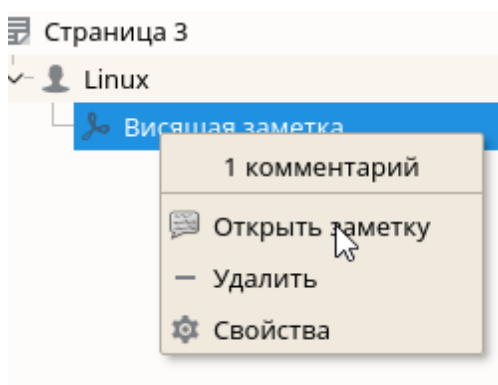 Страница 3
Linux
Висящая заметка
1 комментарий
Открыть заметку
Удалить
Свойства